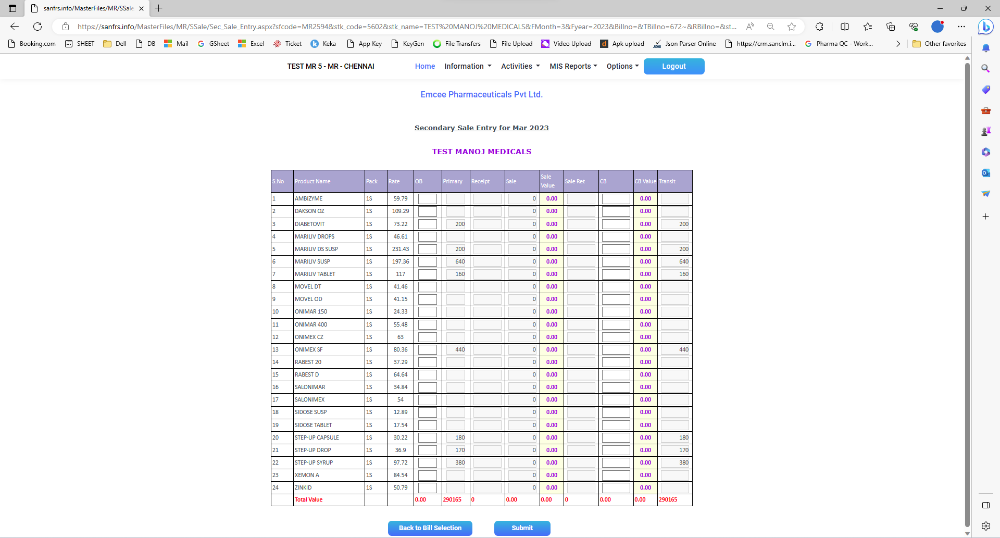 sanfrs.info/MasterFiles/MR/SSale
https://sanfrs.info/MasterFiles/MR/SSale/Sec_Sale_Entry.aspx?sfcode=MR2594&stk_code=5602&stk_name=TEST%20MANOJ%20MEDICALS&FMonth=3&Fyear=2023&Billno=&TBillno=672~&RBillno=&st...
Booking.com SHEET Dell DB Mail GSheet Excel Ticket Keka App Key KeyGen File Transfers File Upload Video Upload Apk upload Json Parser Online https://crm.sanclm.i... Pharma QC - Work... Other favorites
TEST MR 5 - MR - CHENNAI Home Information Activities MIS Reports Options Logout
Emcee Pharmaceuticals Pvt Ltd.
Secondary Sale Entry for Mar 2023
TEST MANOJ MEDICALS
S.No Product Name Pack Rate OB Primary Receipt Sale Sale Value Sale Ret CB CB Value Transit
1 AMBIZYME 1S 59.79 0 0.00 0.00
2 DAKSON OZ 1S 109.29 0 0.00 0.00
3 DIABETOVIT 1S 73.22 200 0 0.00 0.00 200
4 MARILIV DROPS 1S 46.61 0 0.00 0.00
5 MARILIV DS SUSP 1S 231.43 200 0 0.00 0.00 200
6 MARILIV SUSP 1S 197.36 640 0 0.00 0.00 640
7 MARILIV TABLET 1S 117 160 0 0.00 0.00 160
8 MOVEL DT 1S 41.46 0 0.00 0.00
9 MOVEL OD 1S 41.15 0 0.00 0.00
10 ONIMAR 150 1S 24.33 0 0.00 0.00
11 ONIMAR 400 1S 55.48 0 0.00 0.00
12 ONIMEX CZ 1S 63 0 0.00 0.00
13 ONIMEX SF 1S 80.36 440 0 0.00 0.00 440
14 RABEST 20 1S 37.29 0 0.00 0.00
15 RABEST D 1S 64.64 0 0.00 0.00
16 SALONIMAR 1S 34.84 0 0.00 0.00
17 SALONIMEX 1S 54 0 0.00 0.00
18 SIDOSE SUSP 1S 12.89 0 0.00 0.00
19 SIDOSE TABLET 1S 17.54 0 0.00 0.00
20 STEP-UP CAPSULE 1S 30.22 180 0 0.00 0.00 180
21 STEP-UP DROP 1S 36.9 170 0 0.00 0.00 170
22 STEP-UP SYRUP 1S 97.72 380 0 0.00 0.00 380
23 XEMON A 1S 84.54 0 0.00 0.00
24 ZINKID 1S 50.79 0 0.00 0.00
Total Value 0.00 290165 0 0.00 0.00 0 0.00 0.00 290165
Back to Bill Selection Submit